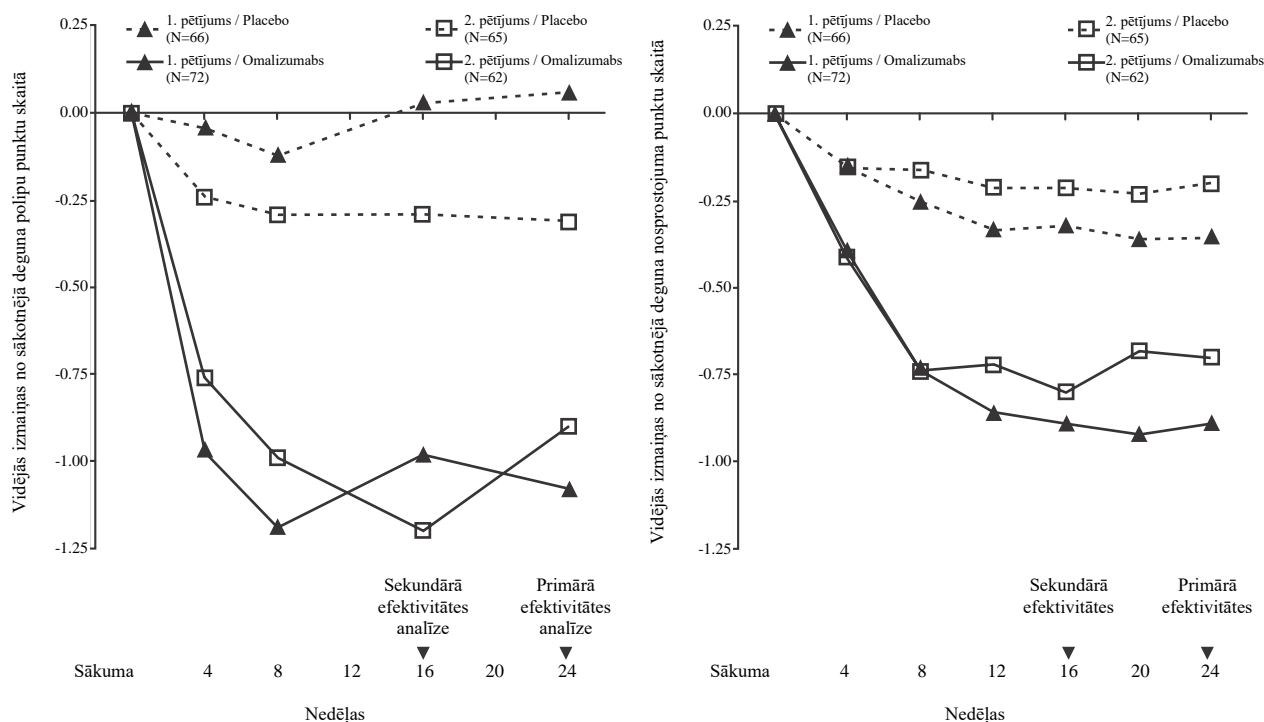 Vidējās izmaiņas no sākotnējā deguna polipu punktu skaitā
0.25
0.00
-0.25
-0.50
-0.75
-1.00
-1.25
1. pētījums / Placebo
(N=66)
1. pētījums / Omalizumabs
(N=72)
2. pētījums / Placebo
(N=65)
2. pētījums / Omalizumabs
(N=62)
Sekundārā
efektivitātes
analīze
Primārā
efektivitātes
analīze
Sākuma 4 8 12 16 20 24
Nedēļas
Vidējās izmaiņas no sākotnējā deguna nosprostojuma punktu skaitā
0.25
0.00
-0.25
-0.50
-0.75
-1.00
-1.25
1. pētījums / Placebo
(N=66)
1. pētījums / Omalizumabs
(N=72)
2. pētījums / Placebo
(N=65)
2. pētījums / Omalizumabs
(N=62)
Sekundārā
efektivitātes
Primārā
efektivitātes
Sākuma 4 8 12 16 20 24
Nedēļas